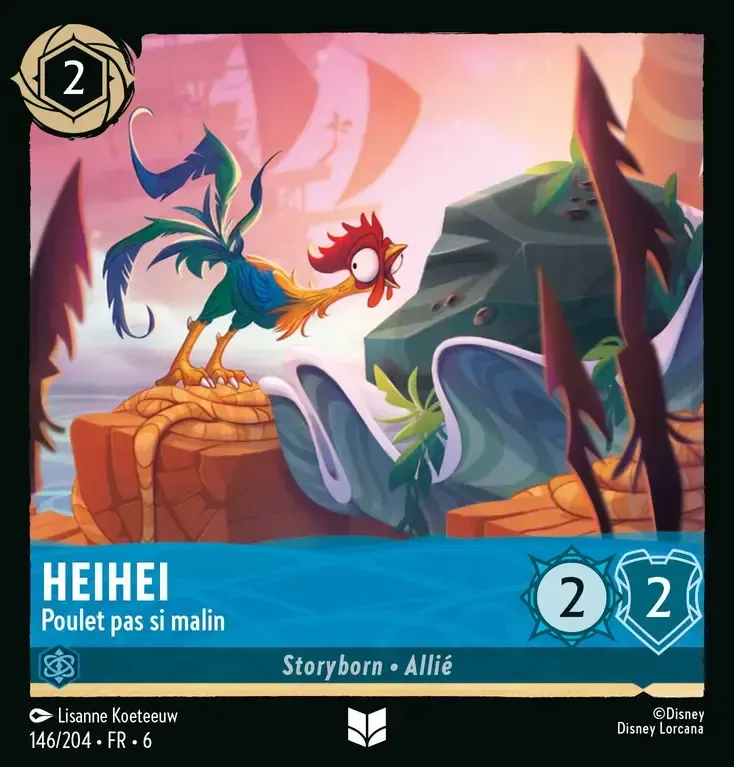 2
HEIHEI
Poulet pas si malin
2
2
Storyborn • Allié
Lisanne Koeteeuw
146/204 • FR • 6
©Disney
Disney Lorcana